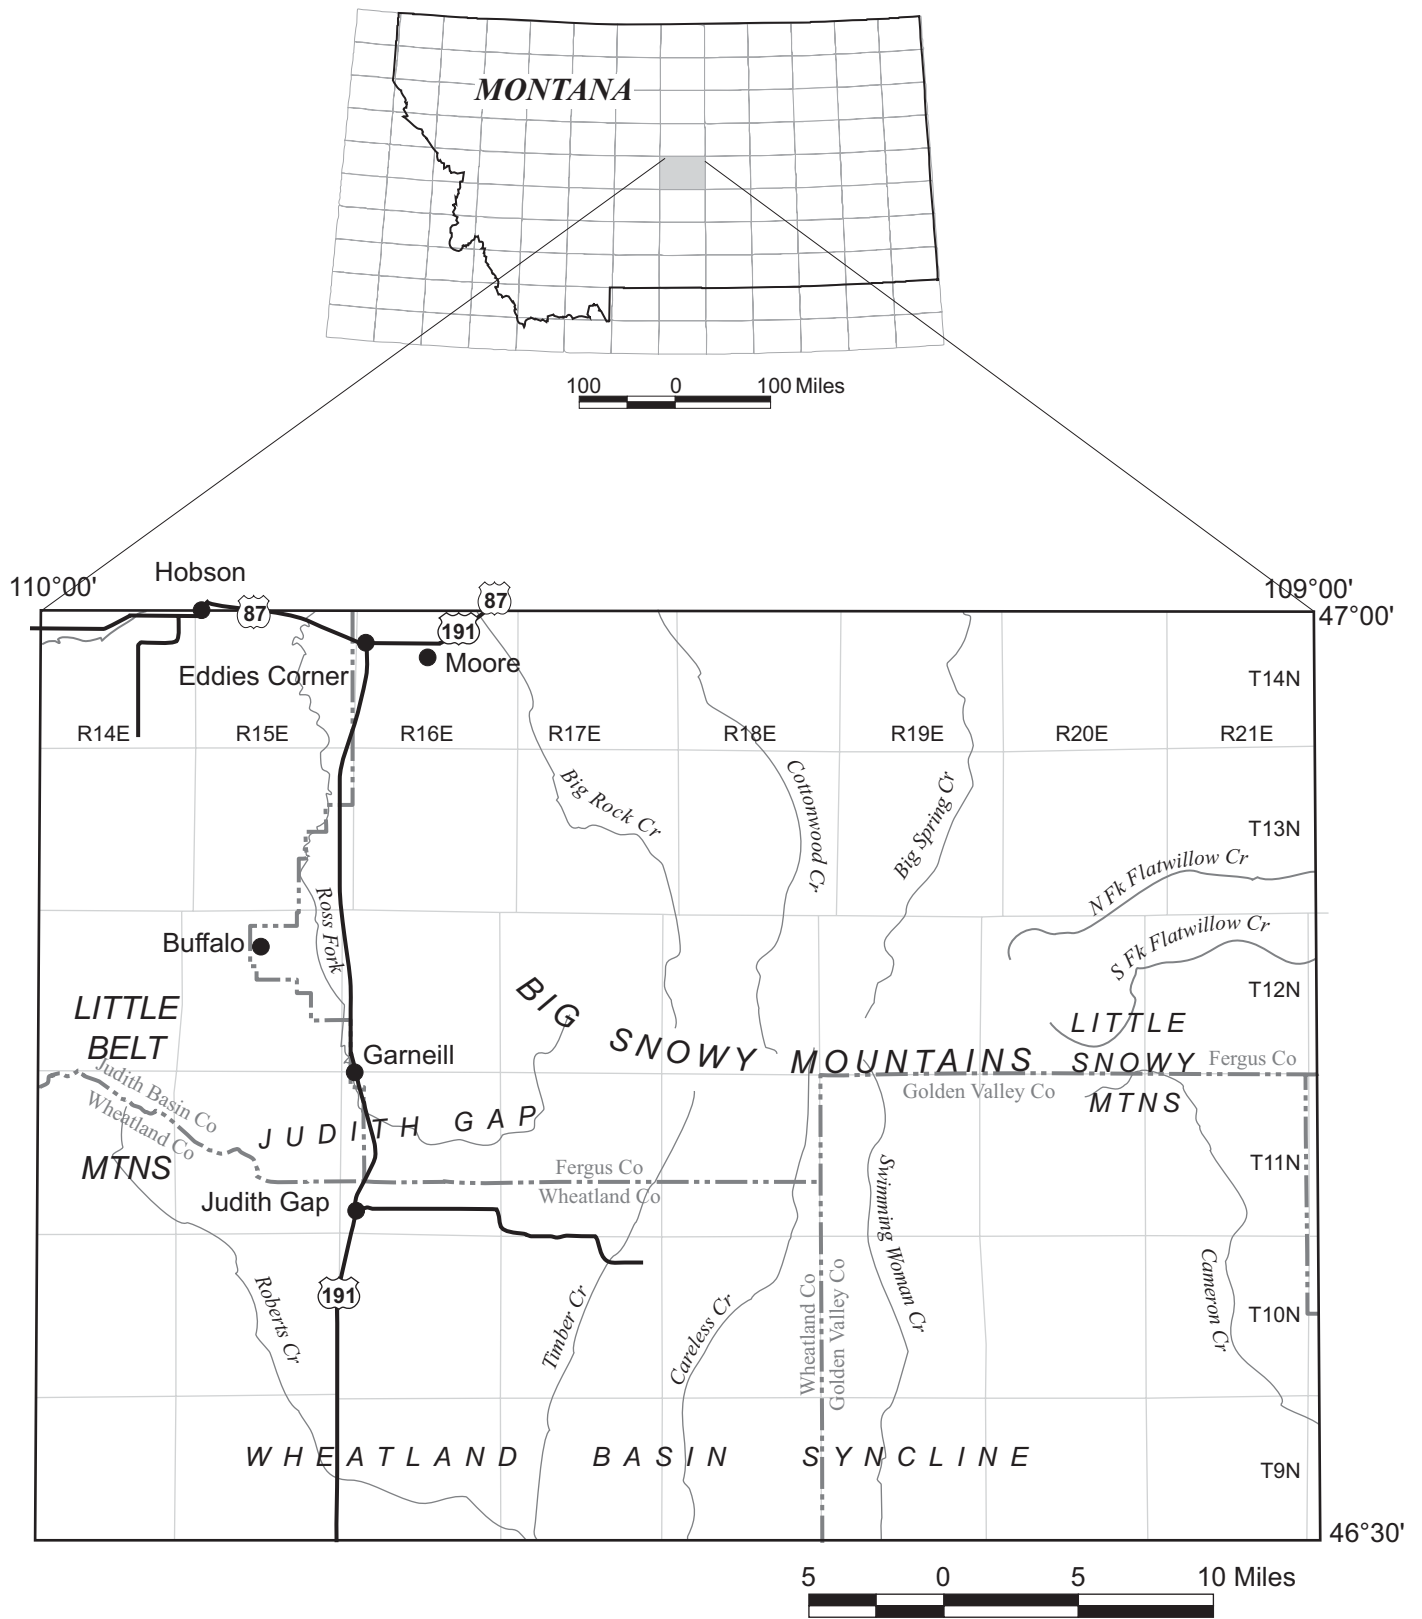 MONTANA
100 0 100 Miles
Hobson
110°00' 109°00'
87 87
47°00'
191
Eddies Corner Moore
T14N
R14E R15E R16E R17E R18E R19E R20E R21E
Big Rock Cr
Cottonwood Cr
Big Spring Cr
T13N
N Fk Flatwillow Cr
Ross Fork
S Fk Flatwillow Cr
Buffalo
T12N
LITTLE
BELT
MTNS
BIG SNOWY MOUNTAINS
LITTLE
SNOWY
MTNS
Garneill
Fergus Co
Golden Valley Co
Judith Basin Co
Wheatland Co
JUDITH GAP
T11N
Fergus Co
Wheatland Co
Judith Gap
Swimming Woman Cr
Cameron Cr
Roberts Cr
191
Timber Cr
Careless Cr
Wheatland Co
Golden Valley Co
T10N
WHEATLAND BASIN SYNCLINE
T9N
46°30'
5 0 5 10 Miles